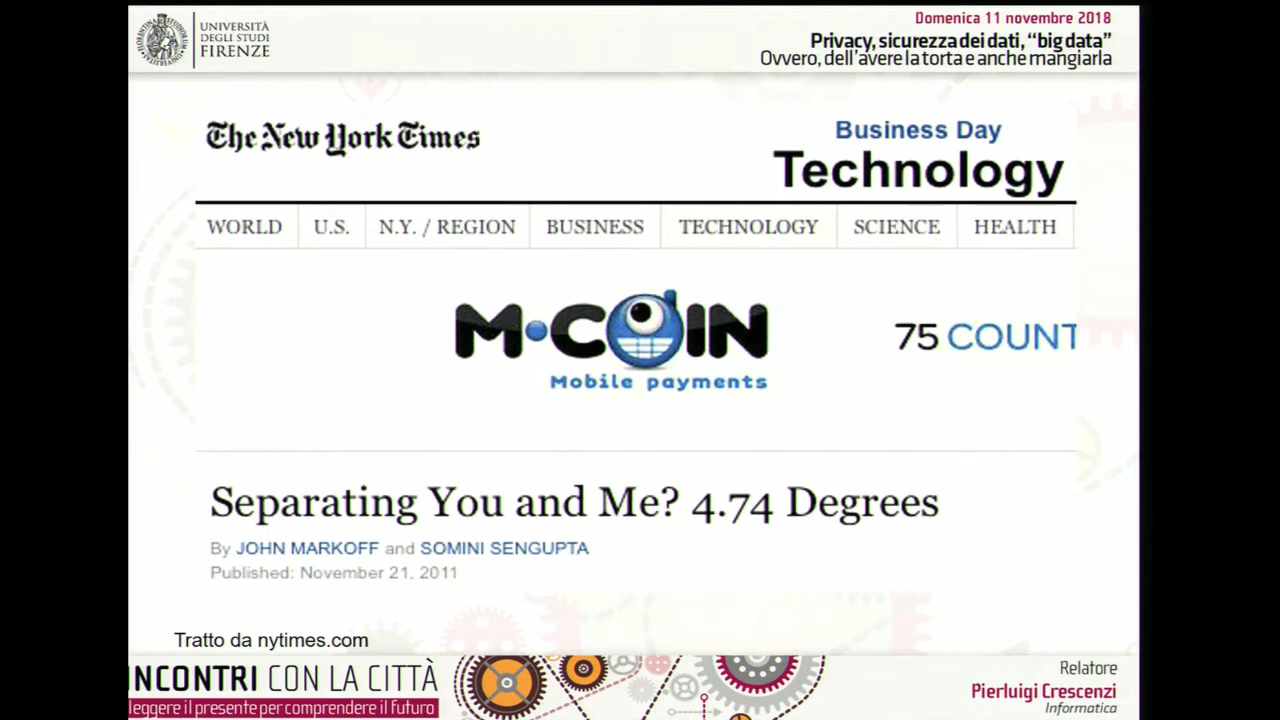 UNIVERSITÀ
DEGLI STUDI
FIRENZE
Domenica 11 novembre 2018
Privacy, sicurezza dei dati, “big data”
Ovvero, dell'avere la torta e anche mangiarla
The New York Times
Business Day
Technology
WORLD U.S. N.Y. / REGION BUSINESS TECHNOLOGY SCIENCE HEALTH
M·COIN
Mobile payments
75 COUNT
Separating You and Me? 4.74 Degrees
By JOHN MARKOFF and SOMINI SENGUPTA
Published: November 21, 2011
Tratto da nytimes.com
NCONTRI CON LA CITTÀ
leggere il presente per comprendere il futuro
Relatore
Pierluigi Crescenzi
Informatica